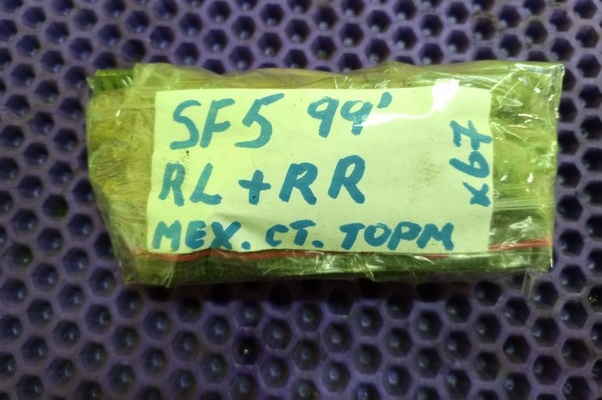 SF5 99'
RL + RR
MEX. CT. TOPM
x67